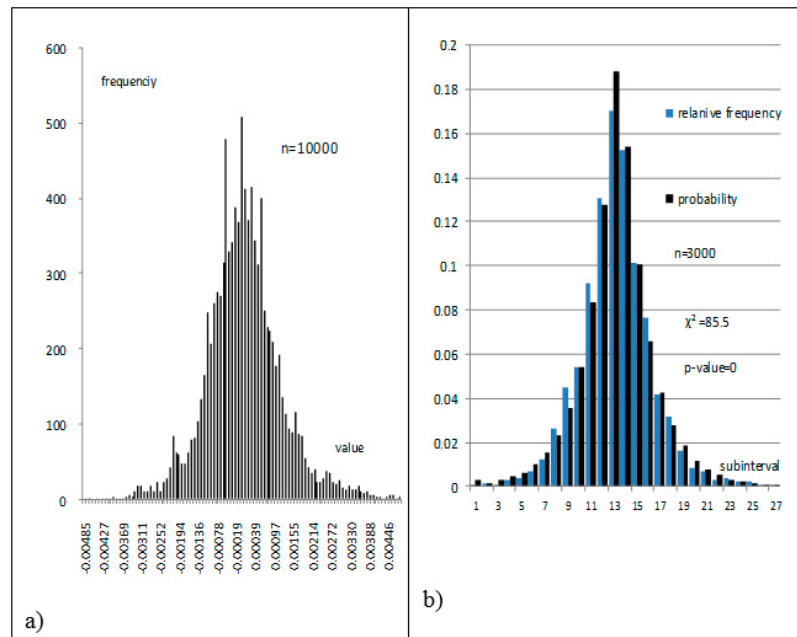 600
500
400
300
200
100
0
frequenciy
n=10000
value
-0.00485
-0.00427
-0.00369
-0.00311
-0.00252
-0.00194
-0.00136
-0.00078
-0.00019
0.00039
0.00097
0.00155
0.00214
0.00272
0.00330
0.00388
0.00446
a)
0.2
0.18
0.16
0.14
0.12
0.1
0.08
0.06
0.04
0.02
0
relanive frequency
probability
n=3000
χ² =85.5
p-value=0
subinterval
1 3 5 7 9 11 13 15 17 19 21 23 25 27
b)